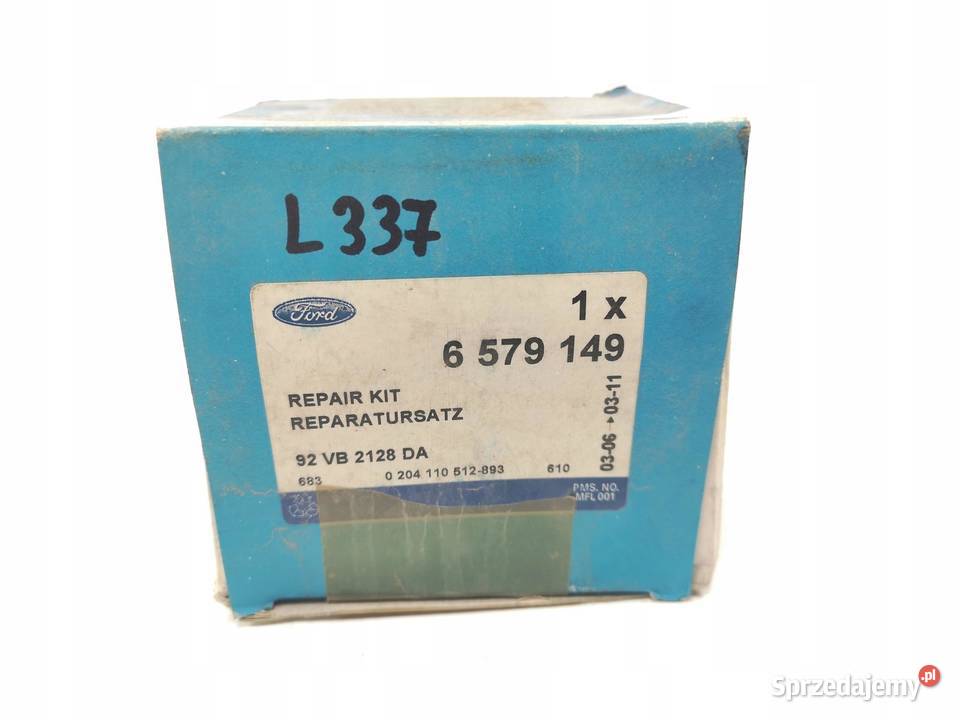 L 337
Ford
1 x
6 579 149
REPAIR KIT
REPARATURSATZ
92 VB 2128 DA
683 0 204 110 512-893 610
03-06 ▸03-11
PMS. NO.
MFL 001
Sprzedajemy.pl